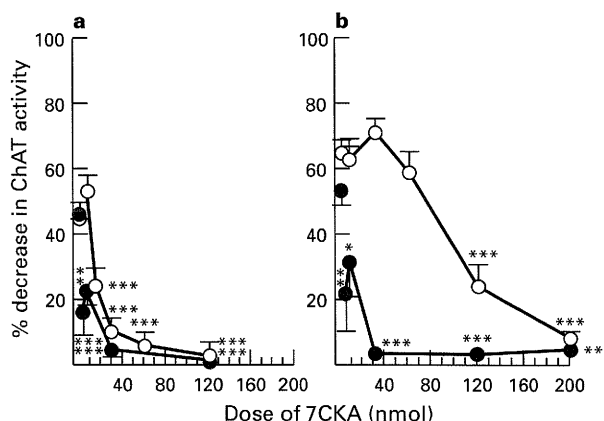 a b
100 100
80 80
60 60
40 40
20 20
% decrease in ChAT activity
*** *** *** *** *** *** **
* ** *** *** *** *** **
40 80 120 160 200 40 80 120 160 200
Dose of 7CKA (nmol)